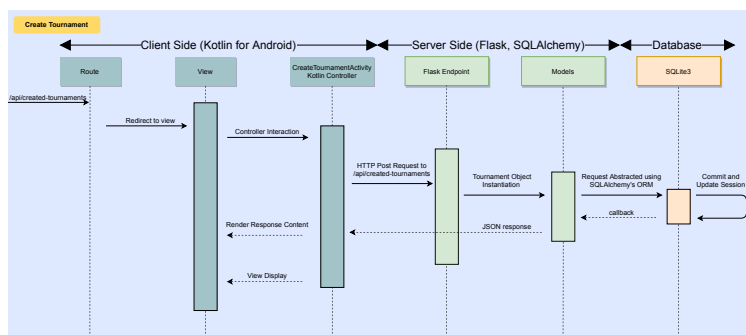 Create Tournament
Client Side (Kotlin for Android)
Server Side (Flask, SQLAlchemy)
Database
Route
View
CreateTournamentActivity
Kotlin Controller
Flask Endpoint
Models
SQLite3
/api/created-tournaments
Redirect to view
Controller Interaction
HTTP Post Request to
/api/created-tournaments
Tournament Object
Instantiation
Request Abstracted using
SQLAlchemy's ORM
Commit and
Update Session
callback
JSON response
Render Response Content
View Display